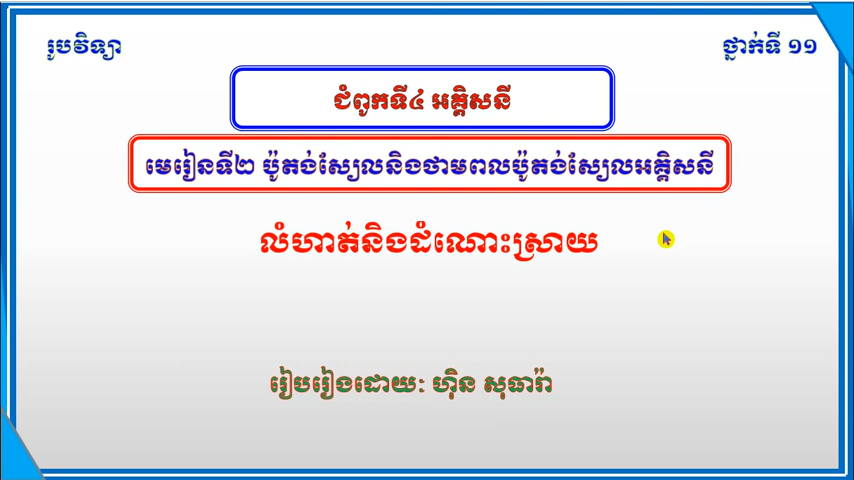 រូបវិទ្យា
ថ្នាក់ទី ១១
ជំពូកទី៤ អគ្គិសនី
មេរៀនទី២ ប៉ូតង់ស្យែលនិងថាមពលប៉ូតង់ស្យែលអគ្គិសនី
លំហាត់និងដំណោះស្រាយ
រៀបរៀងដោយ: ហ៊ិន សុធារ៉ា